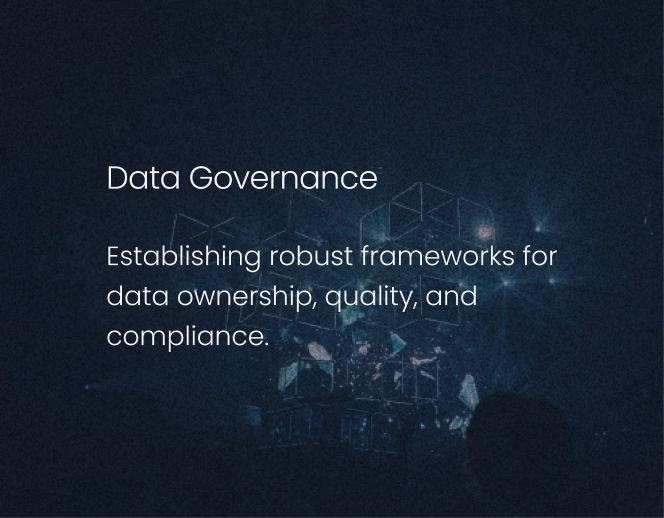 Data Governance
Establishing robust frameworks for
data ownership, quality, and
compliance.